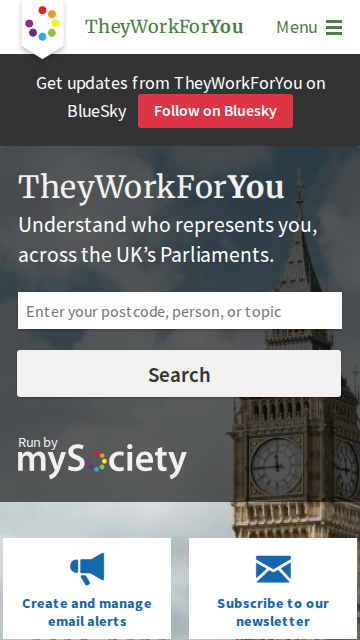 TheyWorkForYou
Menu
Get updates from TheyWorkForYou on
BlueSky Follow on Bluesky
TheyWorkForYou
Understand who represents you,
across the UK’s Parliaments.
Enter your postcode, person, or topic
Search
Run by
mySociety
Create and manage
email alerts
Subscribe to our
newsletter